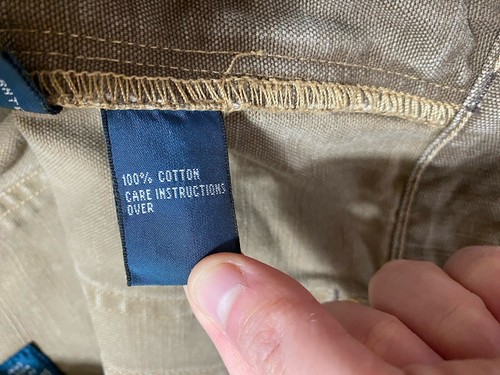 100% COTTON
CARE INSTRUCTIONS
OVER